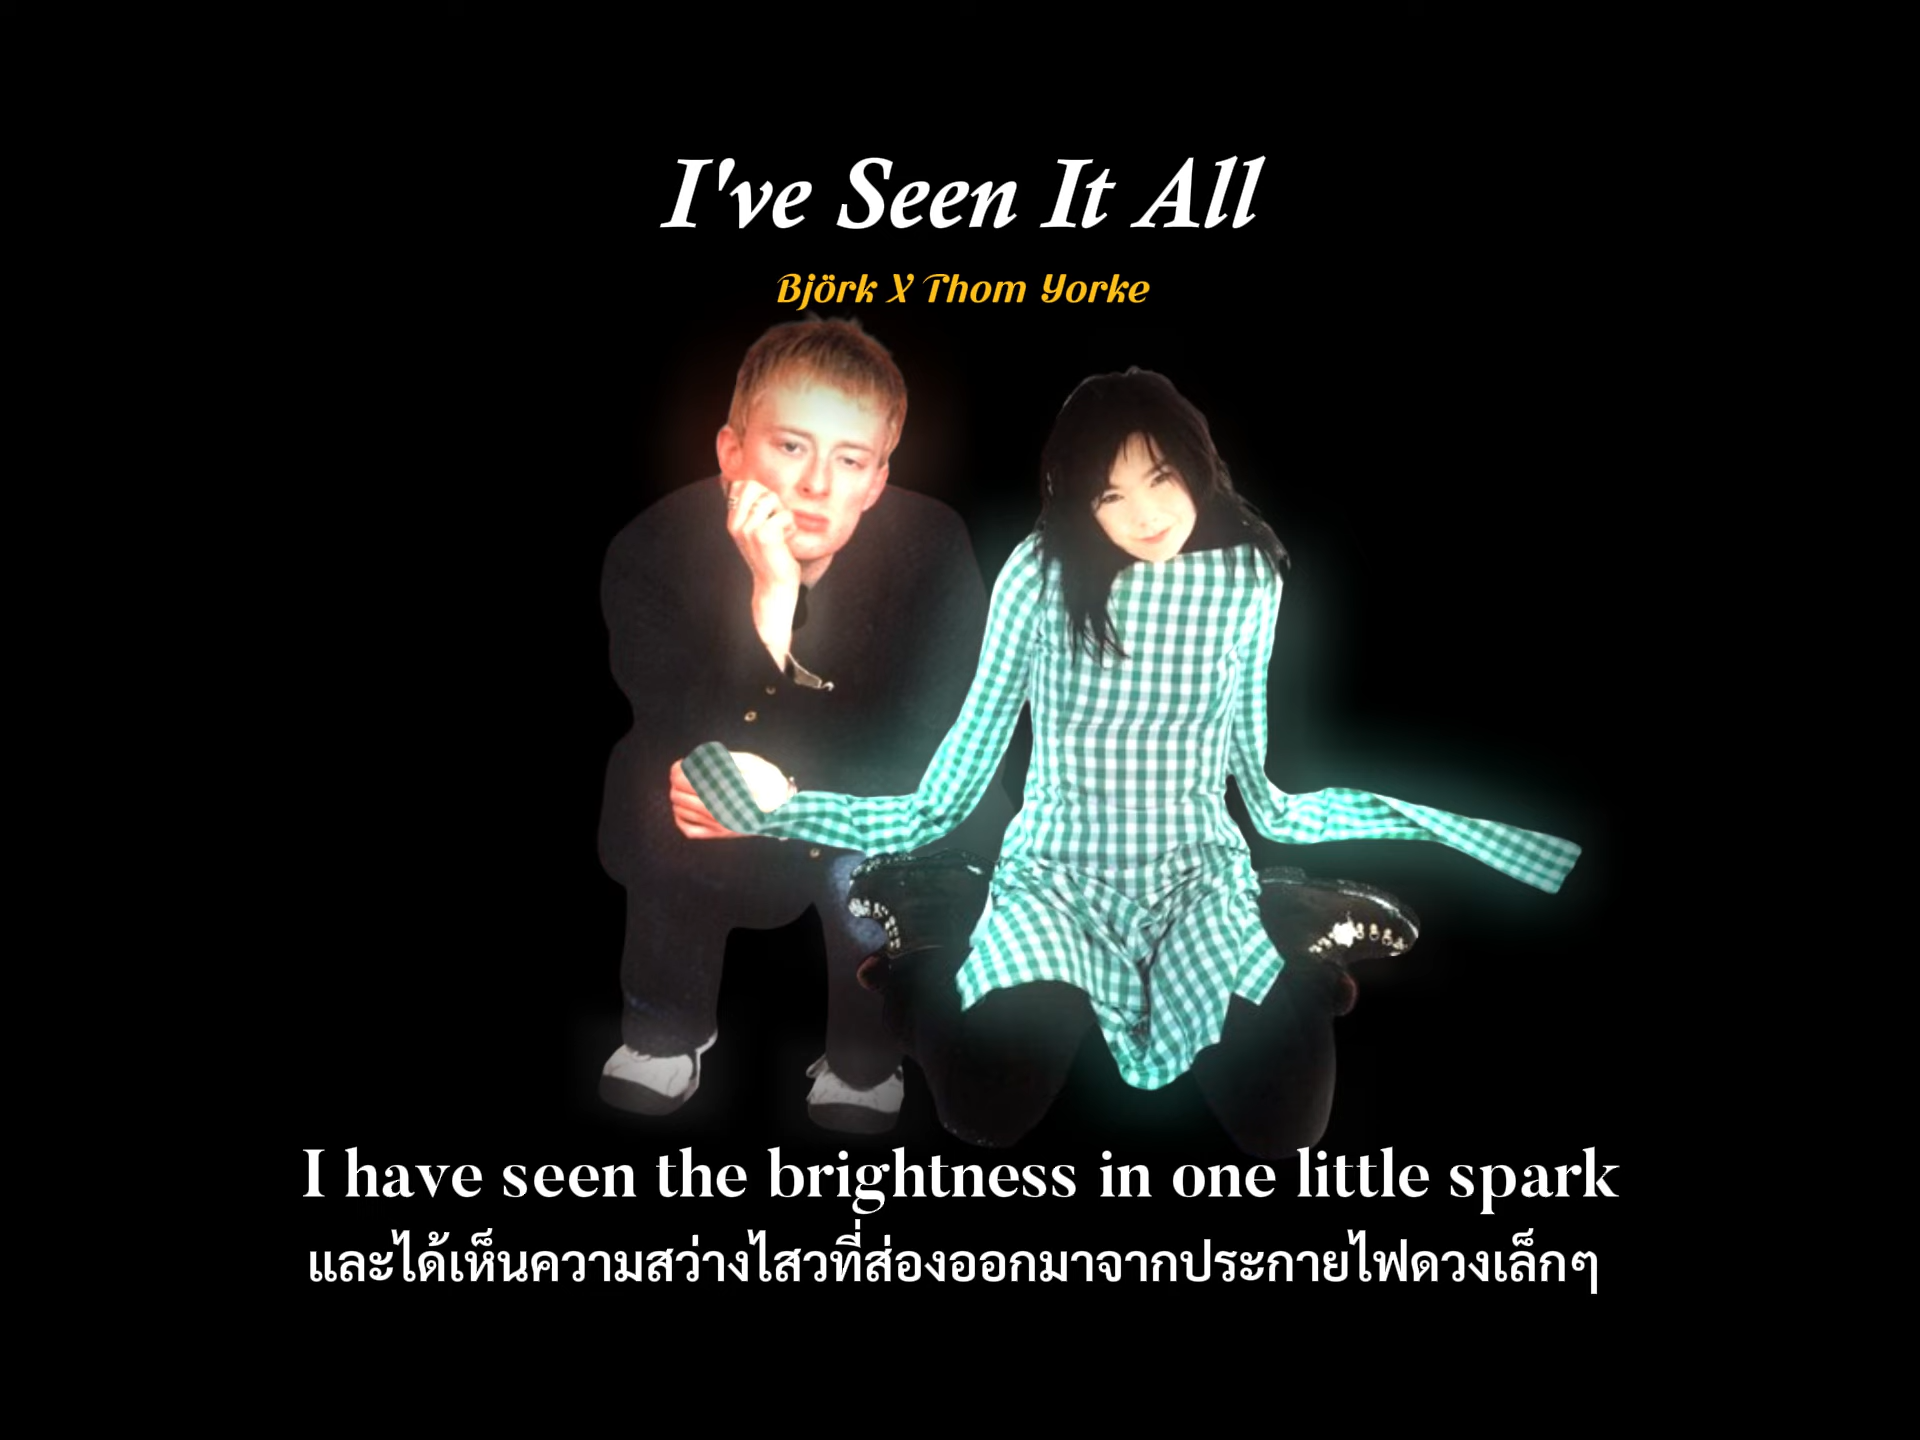 I've Seen It All
Björk X Thom Yorke
I have seen the brightness in one little spark
และได้เห็นความสว่างไสวที่ส่องออกมาจากประกายไฟดวงเล็กๆ